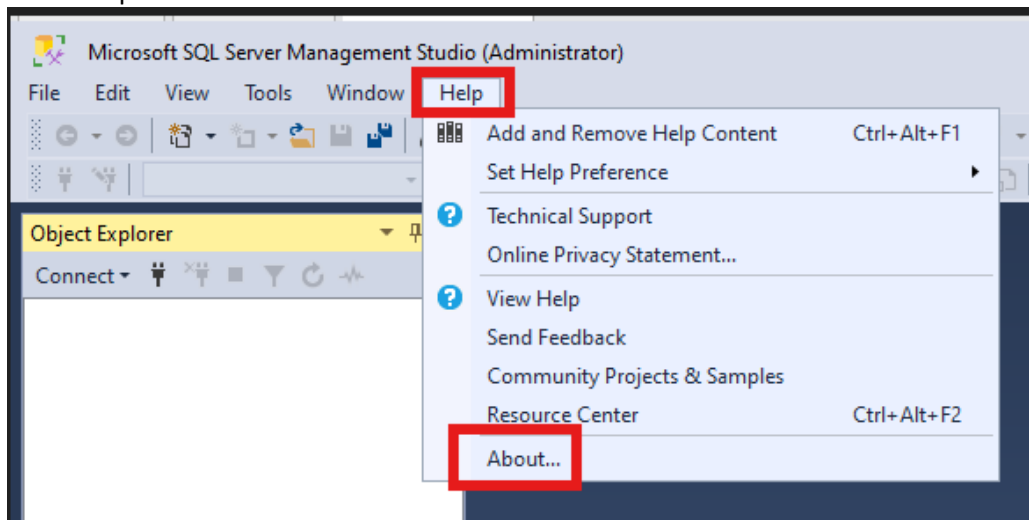 Microsoft SQL Server Management Studio (Administrator)
File Edit View Tools Window Help
Add and Remove Help Content Ctrl+Alt+F1
Set Help Preference
Technical Support
Object Explorer
Online Privacy Statement...
Connect
View Help
Send Feedback
Community Projects & Samples
Resource Center Ctrl+Alt+F2
About...